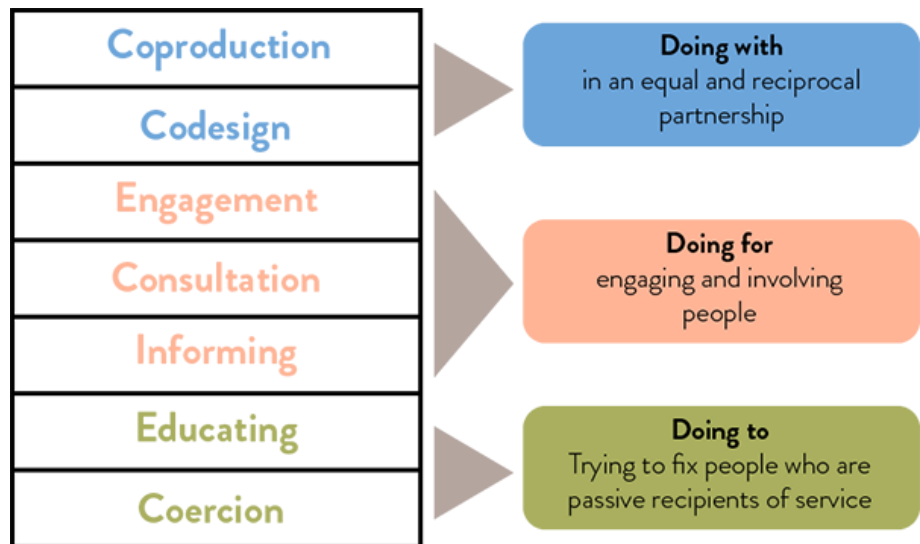 Coproduction
Codesign
Engagement
Consultation
Informing
Educating
Coercion
Doing with
in an equal and reciprocal
partnership
Doing for
engaging and involving
people
Doing to
Trying to fix people who are
passive recipients of service